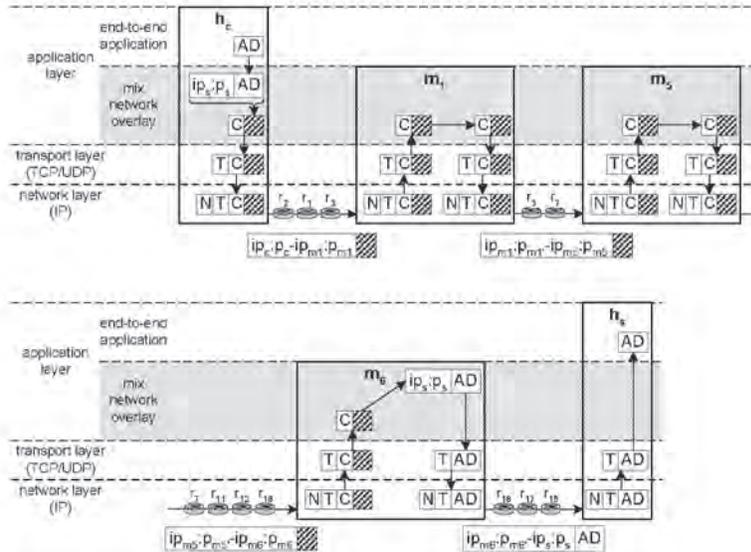 h_c
end-to-end
application
AD
application
layer
m_1
m_5
ip_s:p_s AD
mix
network
overlay
C
C
C
C
C
transport layer
(TCP/UDP)
T C
T C
T C
T C
T C
network layer
(IP)
N T C
r_2 r_1 r_3
N T C
N T C
r_3 r_7
N T C
N T C
ip_c:p_c-ip_m1:p_m1
ip_m1:p_m1'-ip_m5:p_m5
h_s
end-to-end
application
AD
application
layer
m_6
ip_s:p_s AD
mix
network
overlay
C
transport layer
(TCP/UDP)
T C
T AD
T AD
network layer
(IP)
r_7 r_11 r_12 r_18
N T C
N T AD
r_18 r_17 r_15
N T AD
ip_m5:p_m5'-ip_m6:p_m6
ip_m6:p_m6'-ip_s:p_s AD